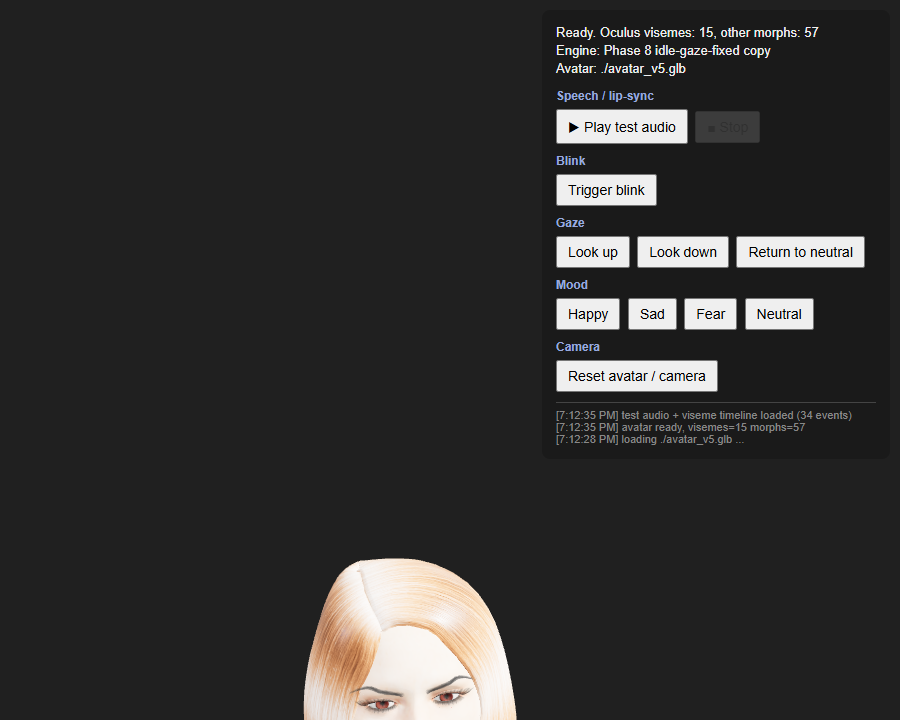 Ready. Oculus visemes: 15, other morphs: 57
Engine: Phase 8 idle-gaze-fixed copy
Avatar: ./avatar_v5.glb
Speech / lip-sync
▶ Play test audio ■ Stop
Blink
Trigger blink
Gaze
Look up Look down Return to neutral
Mood
Happy Sad Fear Neutral
Camera
Reset avatar / camera
[7:12:35 PM] test audio + viseme timeline loaded (34 events)
[7:12:35 PM] avatar ready, visemes=15 morphs=57
[7:12:28 PM] loading ./avatar_v5.glb ...